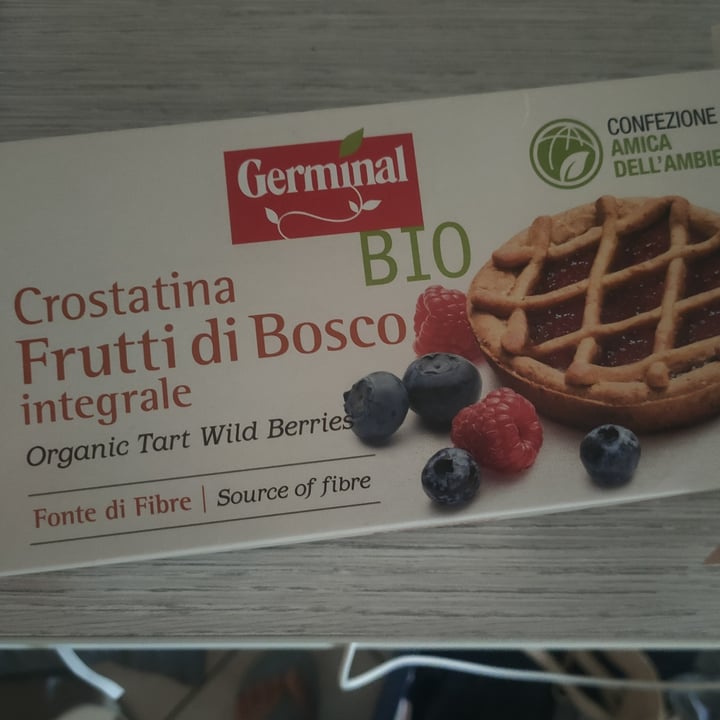 Germinal
BIO
CONFEZIONE
AMICA
DELL'AMBIE
Crostatina
Frutti di Bosco
integrale
Organic Tart Wild Berries
Fonte di Fibre | Source of fibre